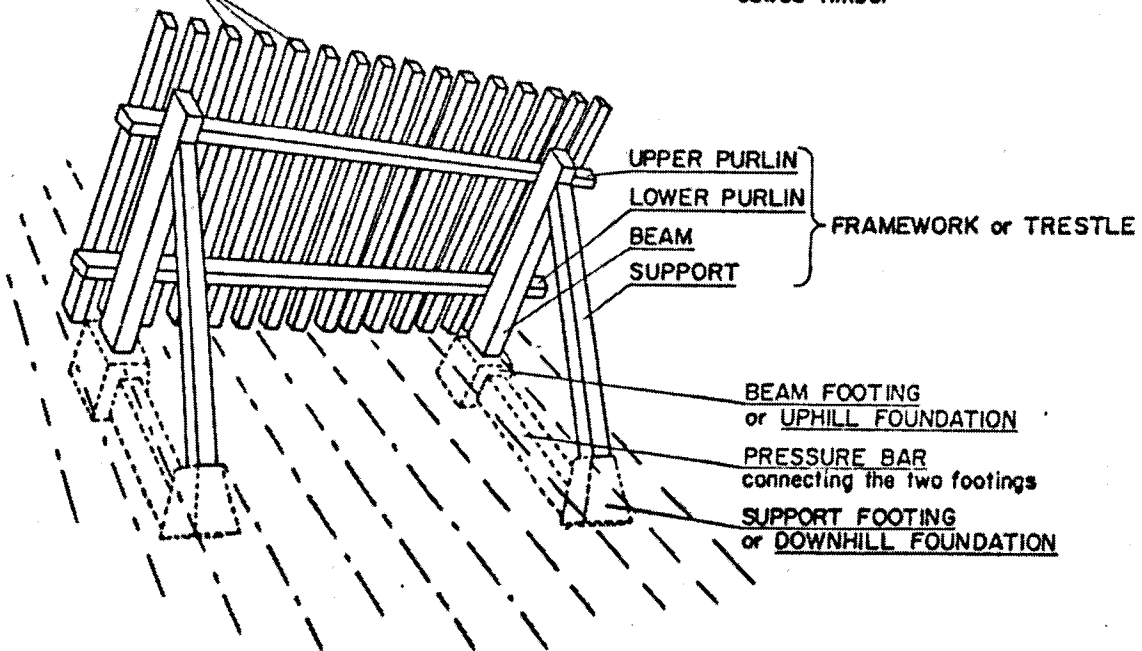 UPPER PURLIN
LOWER PURLIN
BEAM
SUPPORT
FRAMEWORK or TRESTLE
BEAM FOOTING
or UPHILL FOUNDATION
PRESSURE BAR
connecting the two footings
SUPPORT FOOTING
or DOWNHILL FOUNDATION